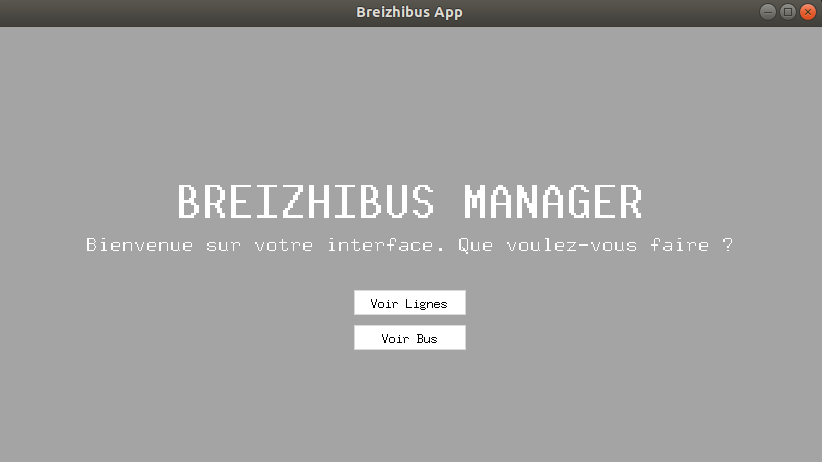 Breizhibus App
BREIZHIBUS MANAGER
Bienvenue sur votre interface. Que voulez-vous faire ?
Voir Lignes
Voir Bus